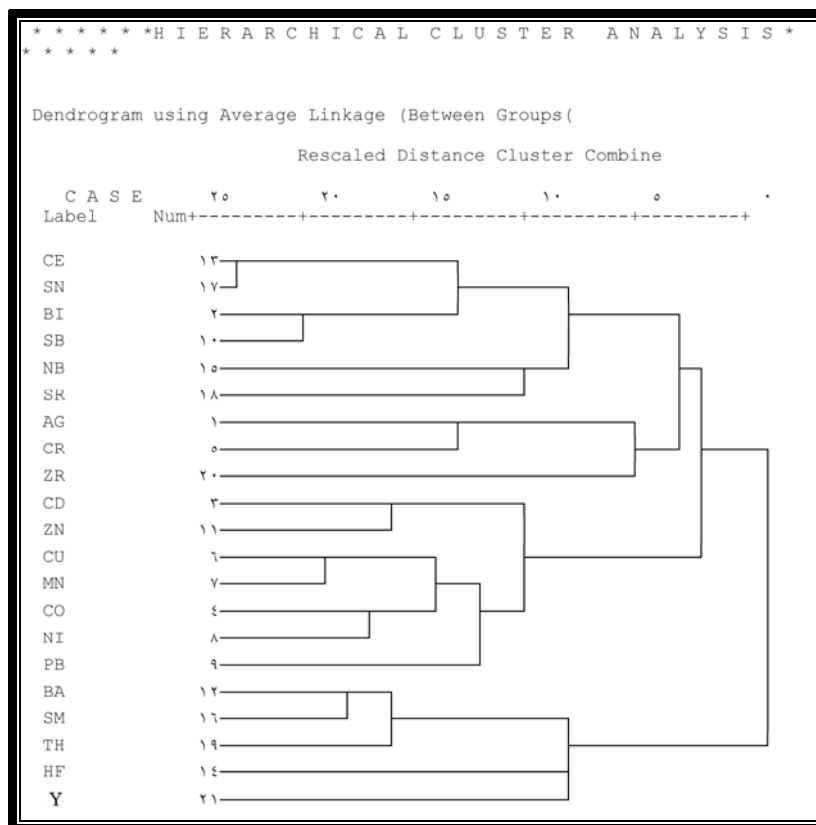 * * * * * *H I E R A R C H I C A L C L U S T E R A N A L Y S I S *
* * * * *
Dendrogram using Average Linkage (Between Groups(
Rescaled Distance Cluster Combine
C A S E ٢٥ ٢٠ ١٥ ١٠ ٥ ٠
Label Num+---------+---------+---------+---------+---------+
CE ١٣
SN ١٧
BI ٢
SB ١٠
NB ١٥
SR ١٨
AG ١
CR ٥
ZR ٢٠
CD ٣
ZN ١١
CU ٦
MN ٧
CO ٤
NI ٨
PB ٩
BA ١٢
SM ١٦
TH ١٩
HF ١٤
Y ٢١